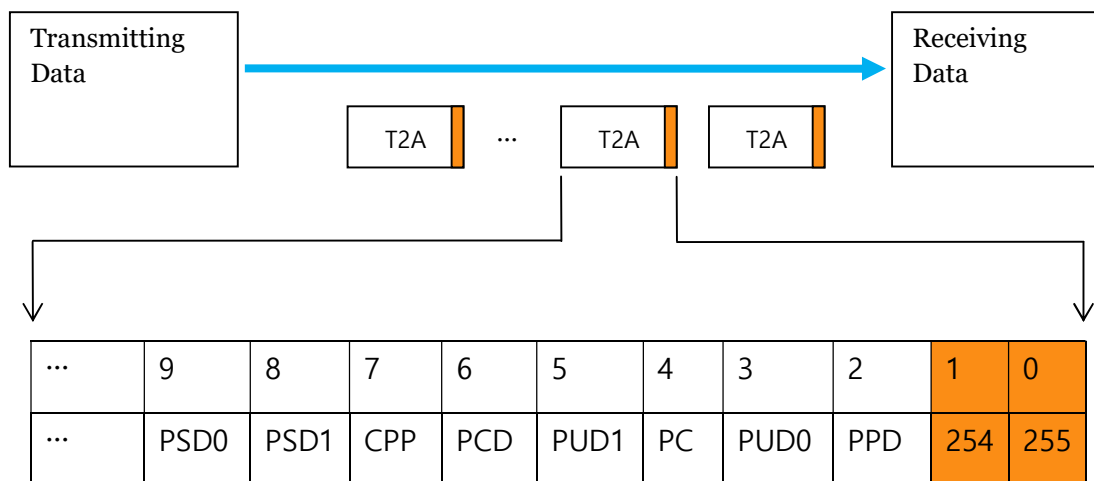 Transmitting
Data
Receiving
Data
T2A
...
T2A
T2A
... 9 8 7 6 5 4 3 2 1 0
... PSD0 PSD1 CPP PCD PUD1 PC PUD0 PPD 254 255